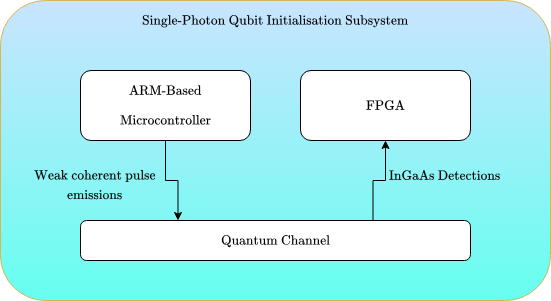 Single-Photon Qubit Initialisation Subsystem
ARM-Based
Microcontroller
FPGA
Weak coherent pulse
emissions
InGaAs Detections
Quantum Channel